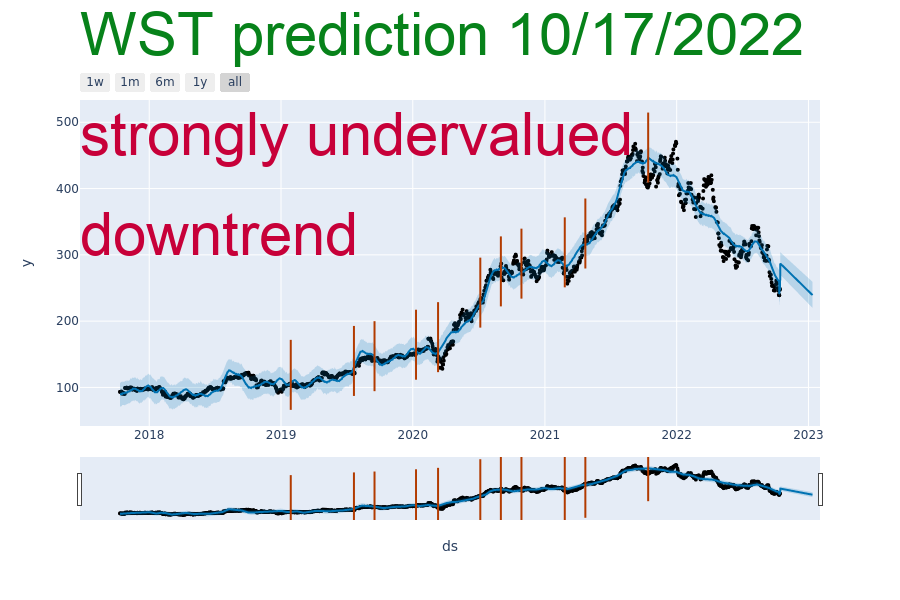 WST prediction 10/17/2022
1w 1m 6m 1y all
500
strongly undervalued
400
downtrend
300
y
200
100
2018 2019 2020 2021 2022 2023
ds